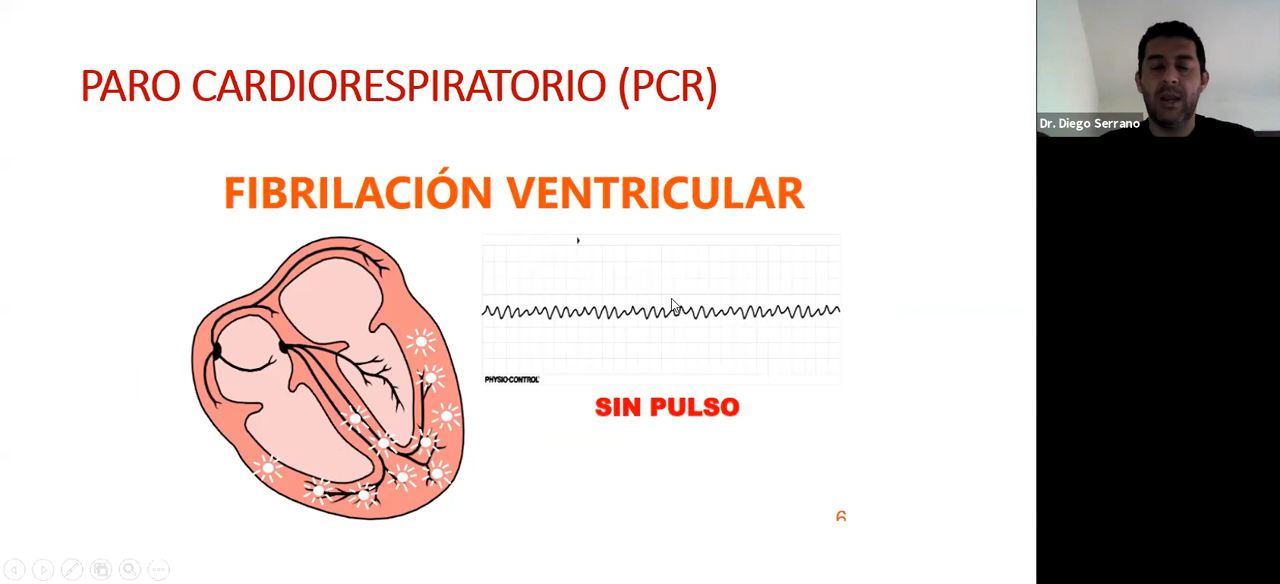 PARO CARDIORESPIRATORIO (PCR)
Dr. Diego Serrano
FIBRILACIÓN VENTRICULAR
PHYSIO-CONTROL
SIN PULSO
6